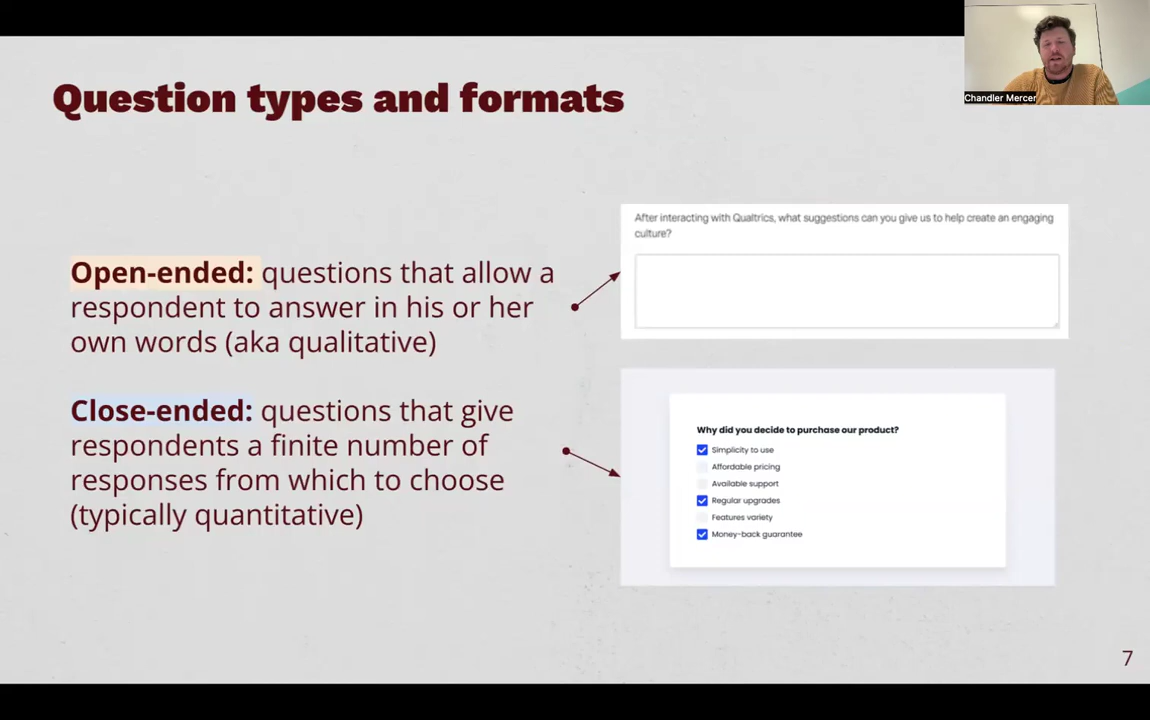 Question types and formats
Chandler Mercer
Open-ended: questions that allow a
respondent to answer in his or her
own words (aka qualitative)
After interacting with Qualtrics, what suggestions can you give us to help create an engaging
culture?
Close-ended: questions that give
respondents a finite number of
responses from which to choose
(typically quantitative)
Why did you decide to purchase our product?
Simplicity to use
Affordable pricing
Available support
Regular upgrades
Features variety
Money-back guarantee
7